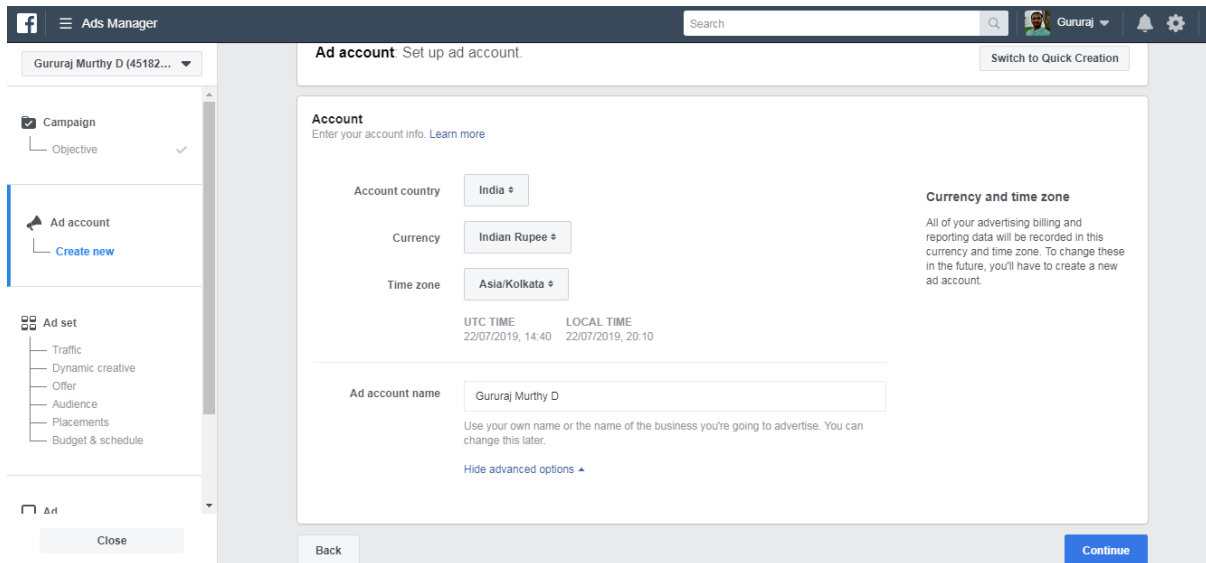 Ads Manager
Search
Gururaj
Gururaj Murthy D (45182...
Campaign
Objective
Ad account
Create new
Ad set
Traffic
Dynamic creative
Offer
Audience
Placements
Budget & schedule
Ad
Close
Ad account: Set up ad account.
Switch to Quick Creation
Account
Enter your account info. Learn more
Account country India
Currency Indian Rupee
Time zone Asia/Kolkata
UTC TIME LOCAL TIME
22/07/2019, 14:40 22/07/2019, 20:10
Ad account name Gururaj Murthy D
Use your own name or the name of the business you're going to advertise. You can
change this later.
Hide advanced options
Currency and time zone
All of your advertising billing and
reporting data will be recorded in this
currency and time zone. To change these
in the future, you'll have to create a new
ad account.
Back
Continue